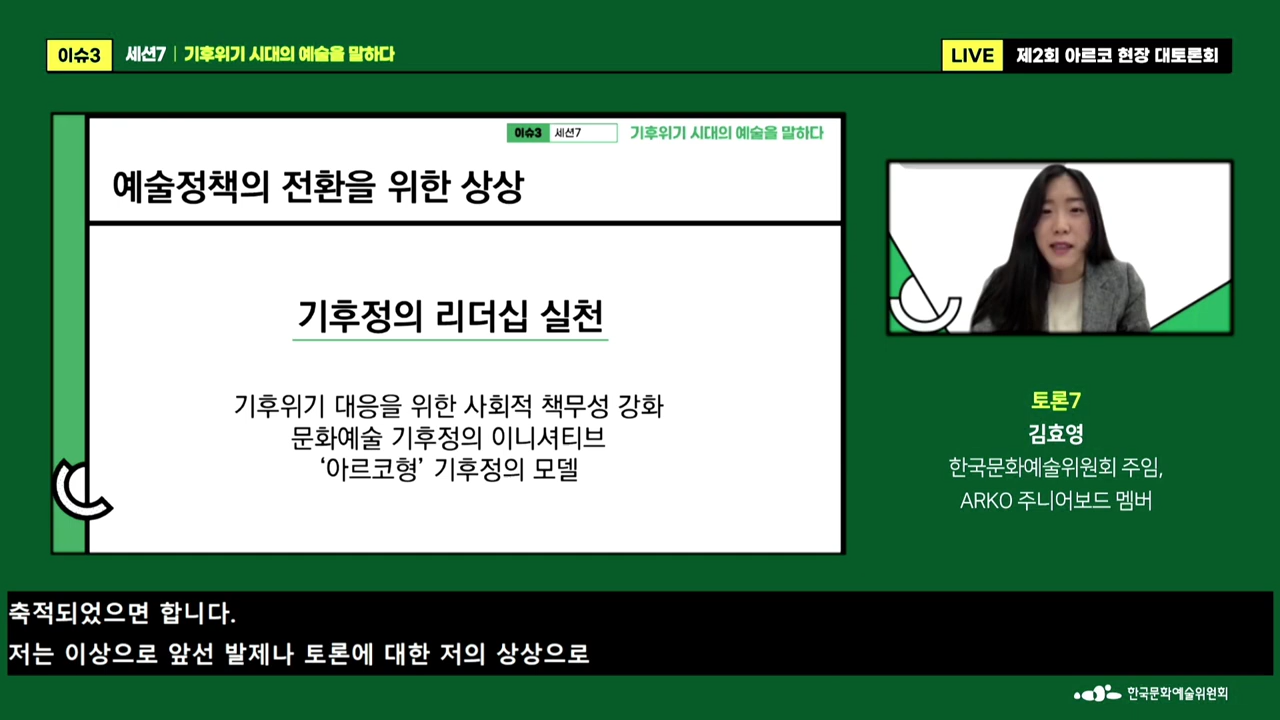 이슈3 세션7 | 기후위기 시대의 예술을 말하다
LIVE 제2회 아르코 현장 대토론회
이슈3 세션7 기후위기 시대의 예술을 말하다
예술정책의 전환을 위한 상상
기후정의 리더십 실천
기후위기 대응을 위한 사회적 책무성 강화
문화예술 기후정의 이니셔티브
‘아르코형’ 기후정의 모델
토론7
김효영
한국문화예술위원회 주임,
ARKO 주니어보드 멤버
축적되었으면 합니다.
저는 이상으로 앞선 발제나 토론에 대한 저의 상상으로
한국문화예술위원회